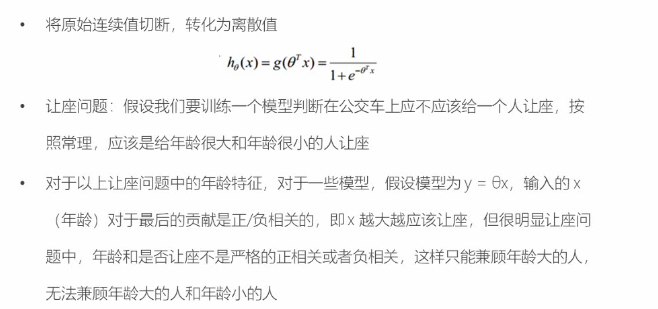 • 将原始连续值切断，转化为离散值
hθ(x) = g(θᵀx) = 1 / (1 + e^(-θᵀx))
• 让座问题：假设我们要训练一个模型判断在公交车上应不应该给一个人让座，按
照常理，应该是给年龄很大和年龄很小的人让座
• 对于以上让座问题中的年龄特征，对于一些模型，假设模型为 y = θx，输入的 x
（年龄）对于最后的贡献是正/负相关的，即 x 越大越应该让座，但很明显让座问
题中，年龄和是否让座不是严格的正相关或者负相关，这样只能兼顾年龄大的人，
无法兼顾年龄大的人和年龄小的人